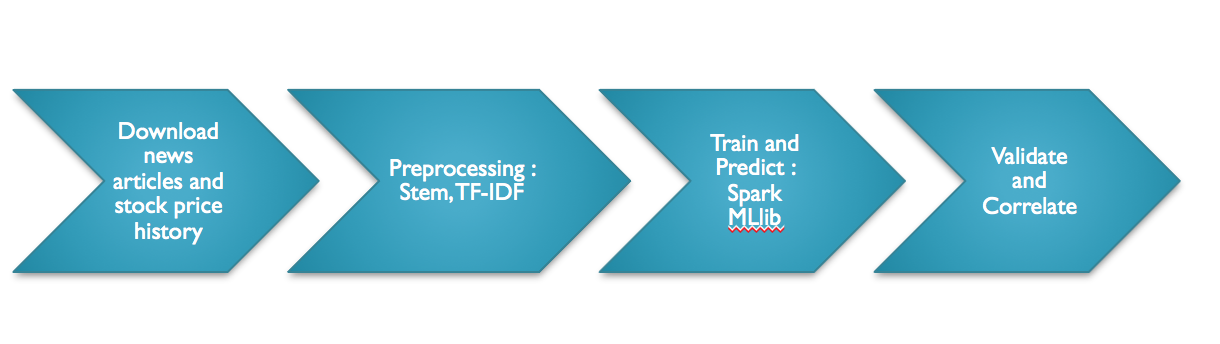 Download
news
articles and
stock price
history
Preprocessing :
Stem, TF-IDF
Train and
Predict :
Spark
MLlib
Validate
and
Correlate